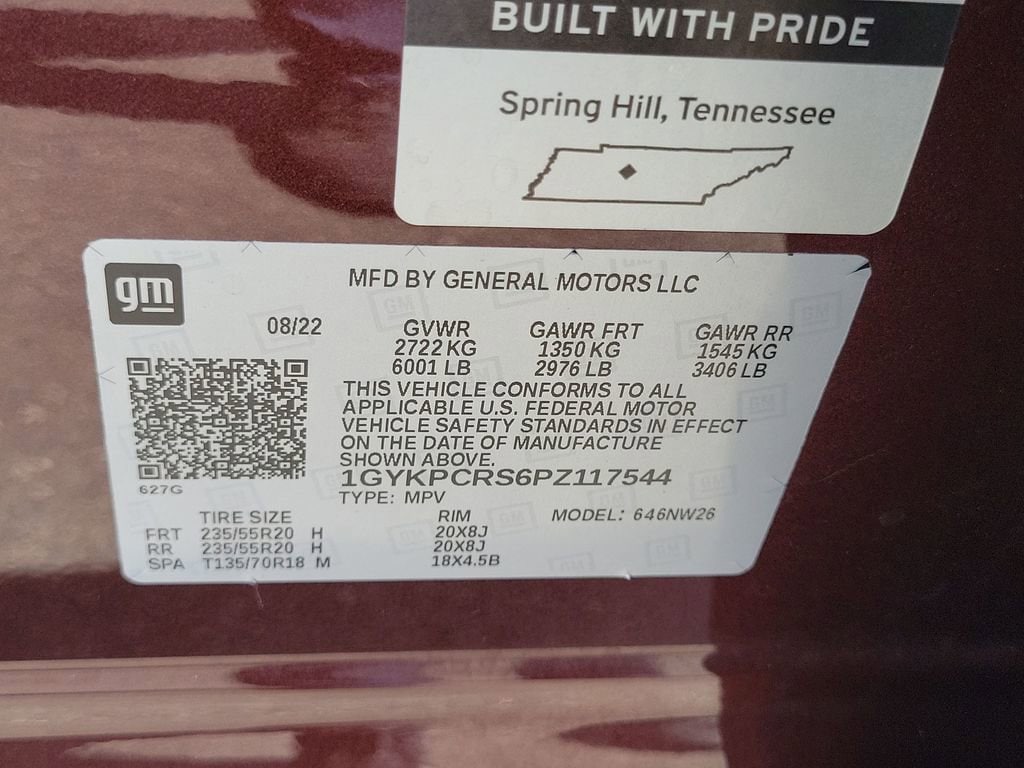 BUILT WITH PRIDE
Spring Hill, Tennessee
gm
MFD BY GENERAL MOTORS LLC
08/22 GVWR GAWR FRT GAWR RR
2722 KG 1350 KG 1545 KG
6001 LB 2976 LB 3406 LB
THIS VEHICLE CONFORMS TO ALL
APPLICABLE U.S. FEDERAL MOTOR
VEHICLE SAFETY STANDARDS IN EFFECT
ON THE DATE OF MANUFACTURE
SHOWN ABOVE.
1GYKPCRS6PZ117544
627G
TYPE: MPV
TIRE SIZE RIM MODEL: 646NW26
FRT 235/55R20 H 20X8J
RR 235/55R20 H 20X8J
SPA T135/70R18 M 18X4.5B